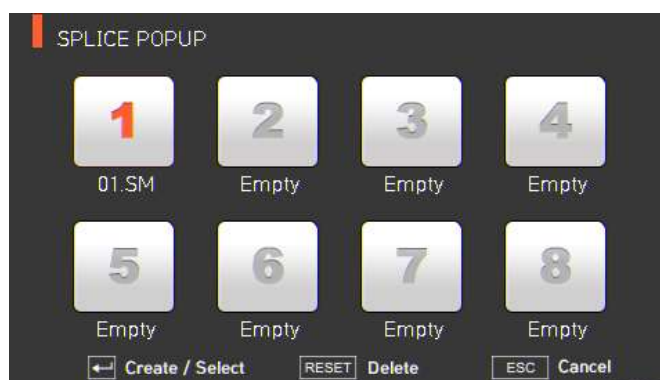 SPLICE POPUP
1 2 3 4
01.SM Empty Empty Empty
5 6 7 8
Empty Empty Empty Empty
Create / Select RESET Delete ESC Cancel